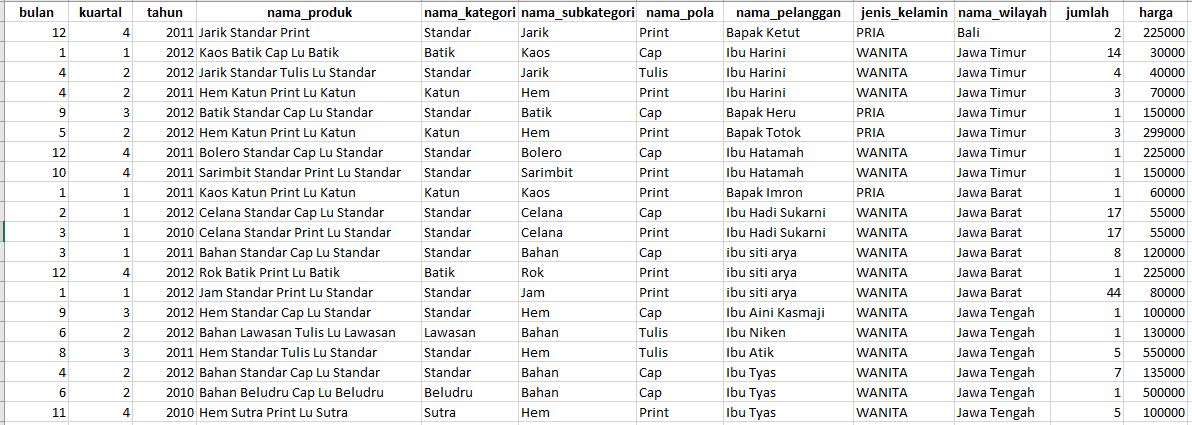 bulan kuartal tahun nama_produk nama_kategori nama_subkategori nama_pola nama_pelanggan jenis_kelamin nama_wilayah jumlah harga
12 4 2011 Jarik Standar Print Standar Jarik Print Bapak Ketut PRIA Bali 2 225000
1 1 2012 Kaos Batik Cap Lu Batik Batik Kaos Cap Ibu Harini WANITA Jawa Timur 14 30000
4 2 2012 Jarik Standar Tulis Lu Standar Standar Jarik Tulis Ibu Harini WANITA Jawa Timur 4 40000
4 2 2011 Hem Katun Print Lu Katun Katun Hem Print Ibu Harini WANITA Jawa Timur 3 70000
9 3 2012 Batik Standar Cap Lu Standar Standar Batik Cap Bapak Heru PRIA Jawa Timur 1 150000
5 2 2012 Hem Katun Print Lu Katun Katun Hem Print Bapak Totok PRIA Jawa Timur 3 299000
12 4 2011 Bolero Standar Cap Lu Standar Standar Bolero Cap Ibu Hatamah WANITA Jawa Timur 1 225000
10 4 2011 Sarimbit Standar Print Lu Standar Standar Sarimbit Print Ibu Hatamah WANITA Jawa Timur 1 150000
1 1 2011 Kaos Katun Print Lu Katun Katun Kaos Print Bapak Imron PRIA Jawa Barat 1 60000
2 1 2012 Celana Standar Cap Lu Standar Standar Celana Cap Ibu Hadi Sukarni WANITA Jawa Barat 17 55000
3 1 2010 Celana Standar Print Lu Standar Standar Celana Print Ibu Hadi Sukarni WANITA Jawa Barat 17 55000
3 1 2011 Bahan Standar Cap Lu Standar Standar Bahan Cap ibu siti arya WANITA Jawa Barat 8 120000
12 4 2012 Rok Batik Print Lu Batik Batik Rok Print ibu siti arya WANITA Jawa Barat 1 225000
1 1 2012 Jam Standar Print Lu Standar Standar Jam Print ibu siti arya WANITA Jawa Barat 44 80000
9 3 2012 Hem Standar Cap Lu Standar Standar Hem Cap Ibu Aini Kasmaji WANITA Jawa Tengah 1 100000
6 2 2012 Bahan Lawasan Tulis Lu Lawasan Lawasan Bahan Tulis Ibu Niken WANITA Jawa Tengah 1 130000
8 3 2011 Hem Standar Tulis Lu Standar Standar Hem Tulis Ibu Atik WANITA Jawa Tengah 5 550000
4 2 2012 Bahan Standar Cap Lu Standar Standar Bahan Cap Ibu Tyas WANITA Jawa Tengah 7 135000
6 2 2010 Bahan Beludru Cap Lu Beludru Beludru Bahan Cap Ibu Tyas WANITA Jawa Tengah 1 500000
11 4 2010 Hem Sutra Print Lu Sutra Sutra Hem Print Ibu Tyas WANITA Jawa Tengah 5 100000